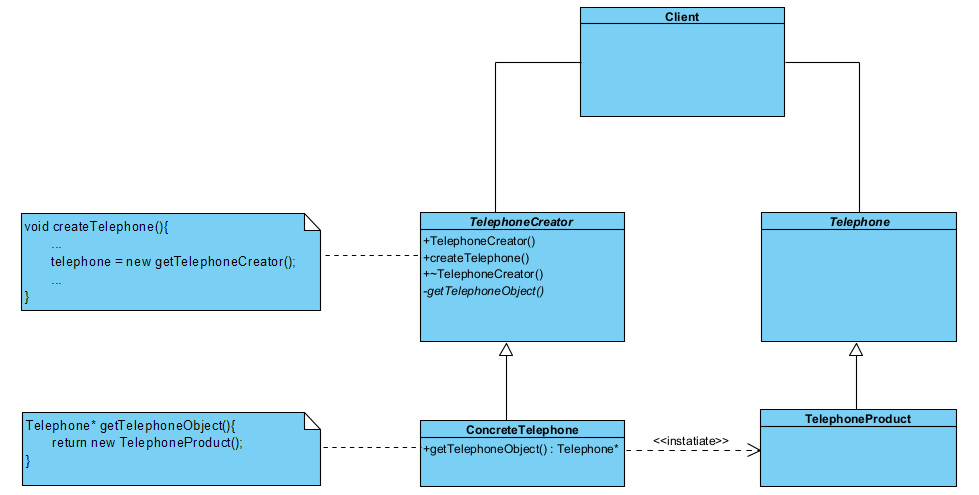 Client
void createTelephone(){
...
telephone = new getTelephoneCreator();
...
}
TelephoneCreator
+TelephoneCreator()
+createTelephone()
+~TelephoneCreator()
-getTelephoneObject()
Telephone
Telephone* getTelephoneObject(){
return new TelephoneProduct();
}
ConcreteTelephone
+getTelephoneObject() : Telephone*
<<instatiate>>
TelephoneProduct